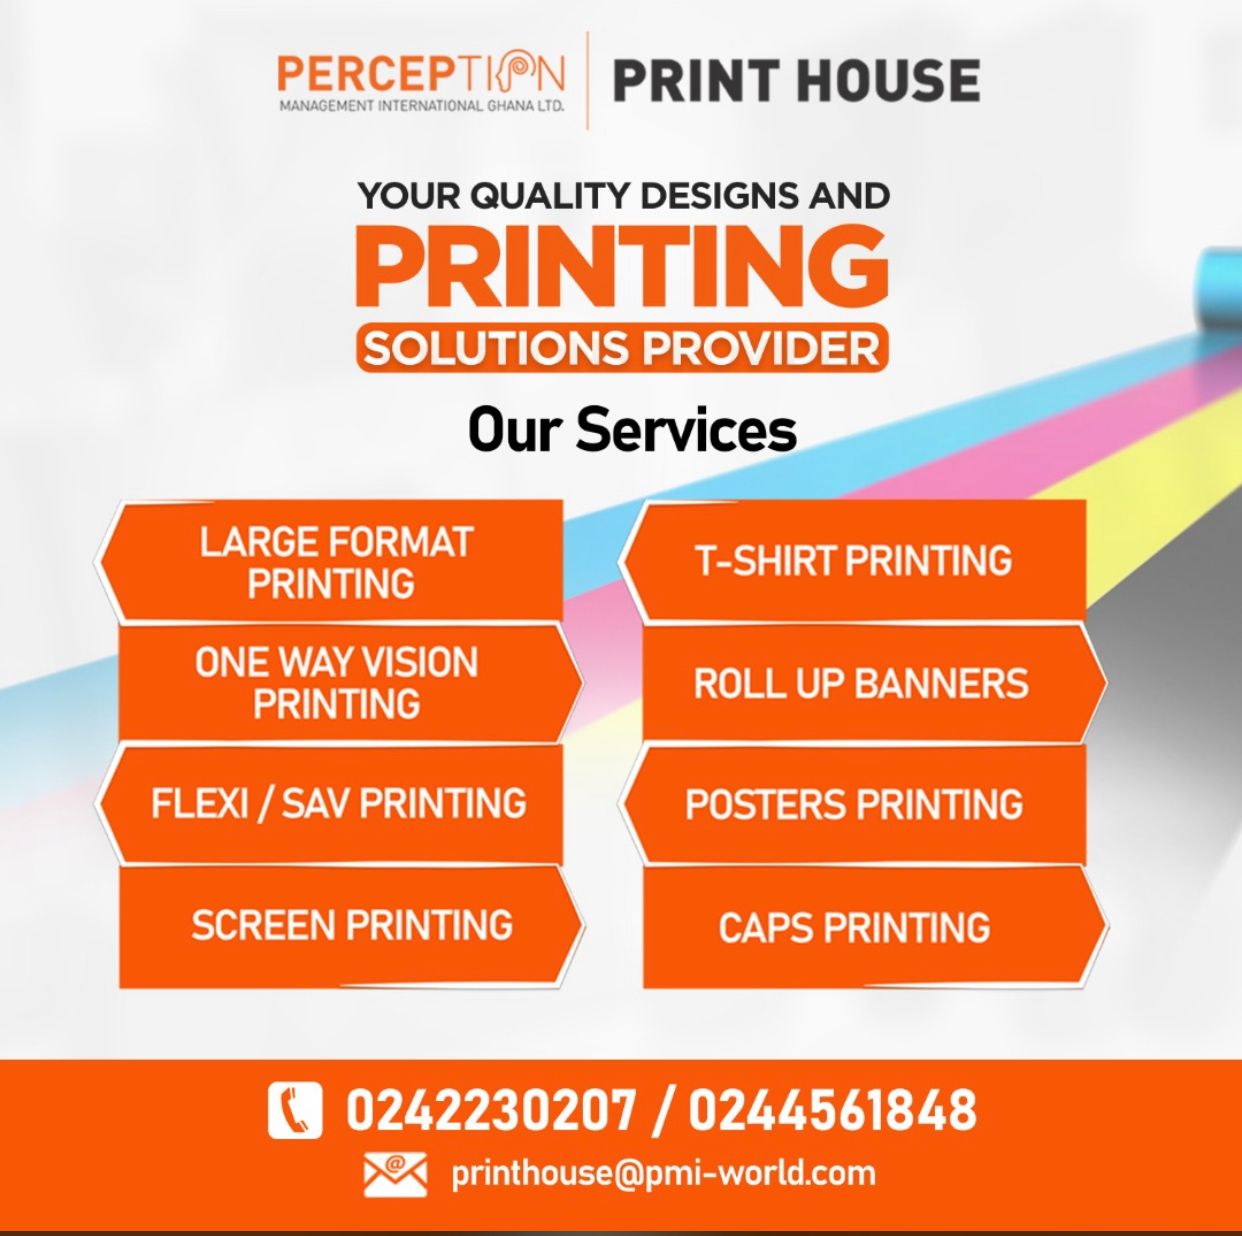 PERCEPTION
MANAGEMENT INTERNATIONAL GHANA LTD.
PRINT HOUSE
YOUR QUALITY DESIGNS AND
PRINTING
SOLUTIONS PROVIDER
Our Services
LARGE FORMAT
PRINTING
ONE WAY VISION
PRINTING
FLEXI / SAV PRINTING
SCREEN PRINTING
T-SHIRT PRINTING
ROLL UP BANNERS
POSTERS PRINTING
CAPS PRINTING
0242230207 / 0244561848
printhouse@pmi-world.com